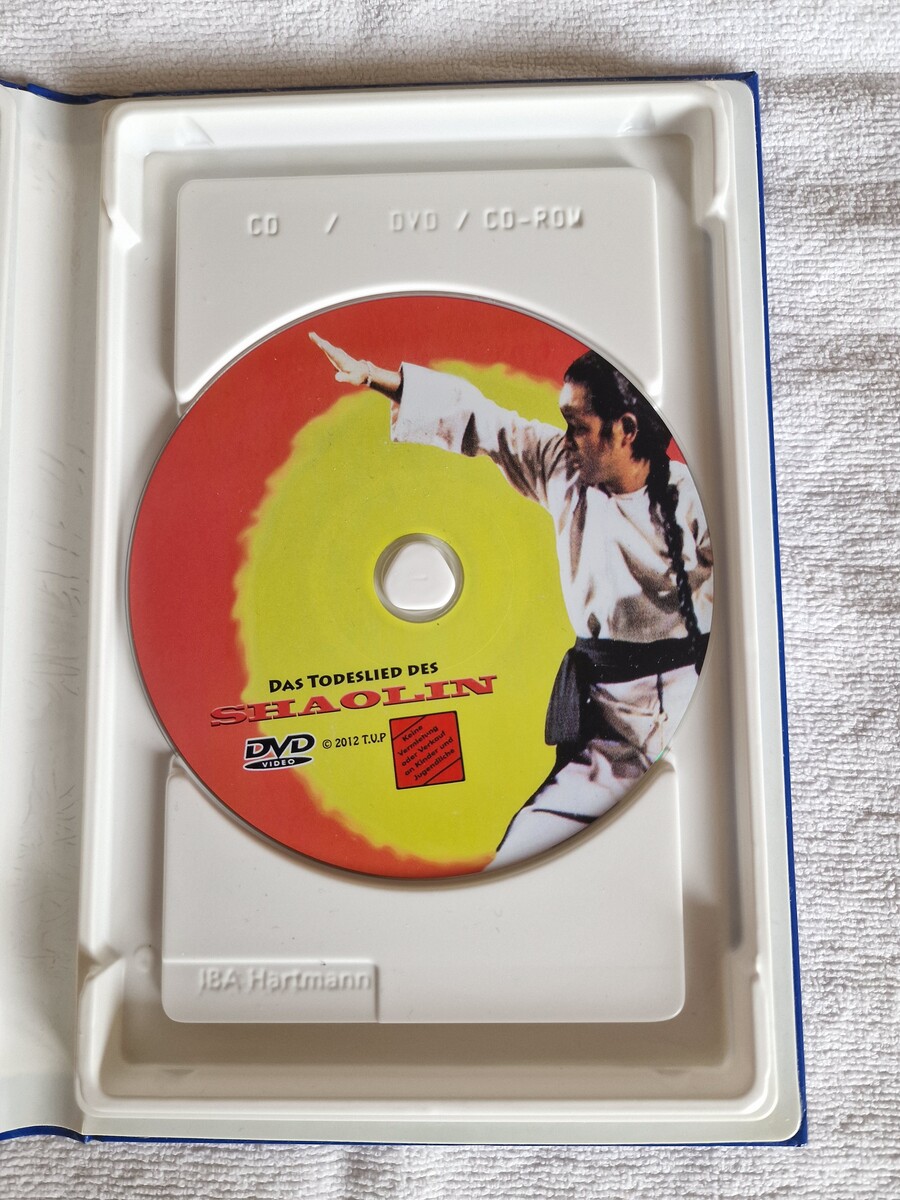 CD / DVD / CD-ROM
DAS TODESLIED DES
SHAOLIN
DVD
VIDEO
© 2012 T.V.P
Keine
Vermietung
oder Verkauf
an Kinder und
Jugendliche
IBA Hartmann